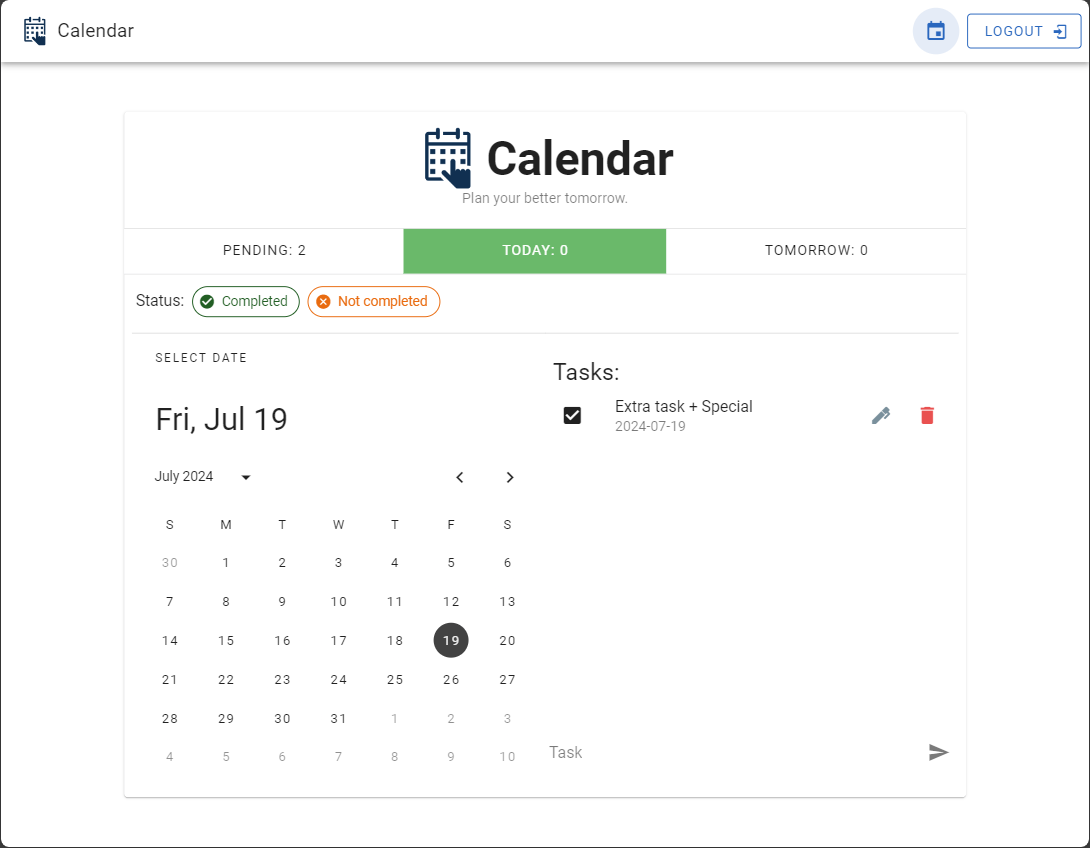 Calendar
LOGOUT
Calendar
Plan your better tomorrow.
PENDING: 2 TODAY: 0 TOMORROW: 0
Status: Completed Not completed
SELECT DATE
Fri, Jul 19
July 2024
S M T W T F S
30 1 2 3 4 5 6
7 8 9 10 11 12 13
14 15 16 17 18 19 20
21 22 23 24 25 26 27
28 29 30 31 1 2 3
4 5 6 7 8 9 10
Tasks:
Extra task + Special
2024-07-19
Task